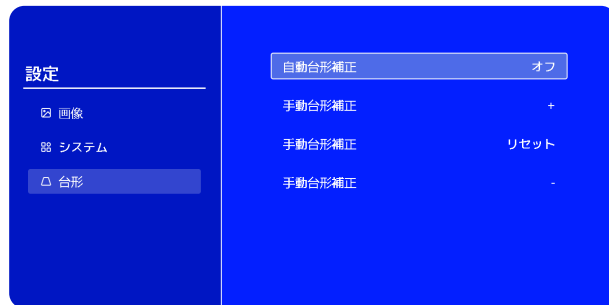 設定
画像
システム
台形
自動台形補正 オフ
手動台形補正 +
手動台形補正 リセット
手動台形補正 -